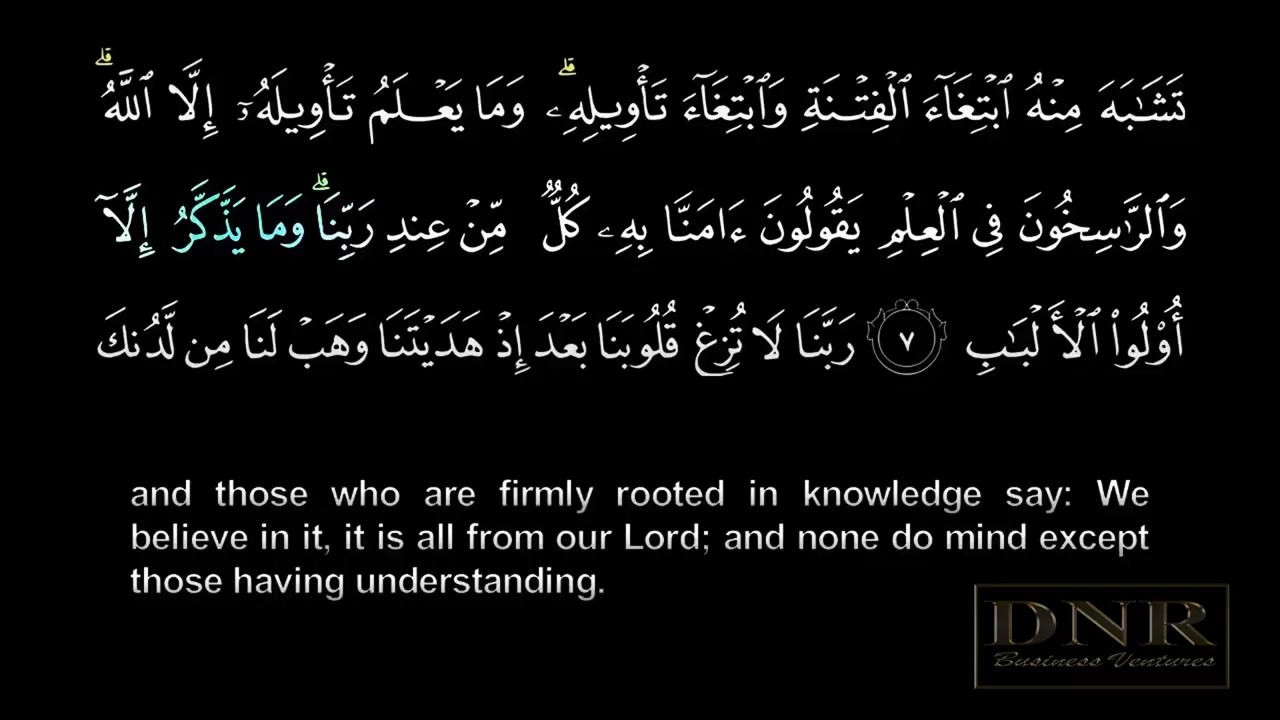 تَشَـٰبَهَ مِنْهُ ٱبْتِغَآءَ ٱلْفِتْنَةِ وَٱبْتِغَآءَ تَأْوِيلِهِۦ ۗ وَمَا يَعْلَمُ تَأْوِيلَهُۥٓ إِلَّا ٱللَّهُ ۗ
وَٱلرَّٰسِخُونَ فِى ٱلْعِلْمِ يَقُولُونَ ءَامَنَّا بِهِۦ كُلٌّ مِّنْ عِندِ رَبِّنَا ۗ وَمَا يَذَّكَّرُ إِلَّآ
أُو۟لُوا۟ ٱلْأَلْبَـٰبِ ٧ رَبَّنَا لَا تُزِغْ قُلُوبَنَا بَعْدَ إِذْ هَدَيْتَنَا وَهَبْ لَنَا مِن لَّدُنكَ
and those who are firmly rooted in knowledge say: We
believe in it, it is all from our Lord; and none do mind except
those having understanding.
DNR
Business Ventures